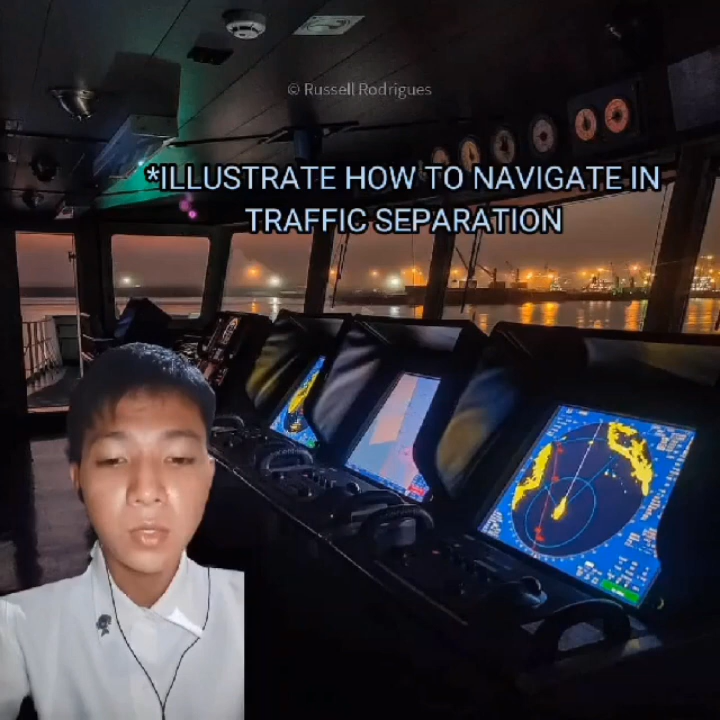 © Russell Rodrigues
*ILLUSTRATE HOW TO NAVIGATE IN
TRAFFIC SEPARATION